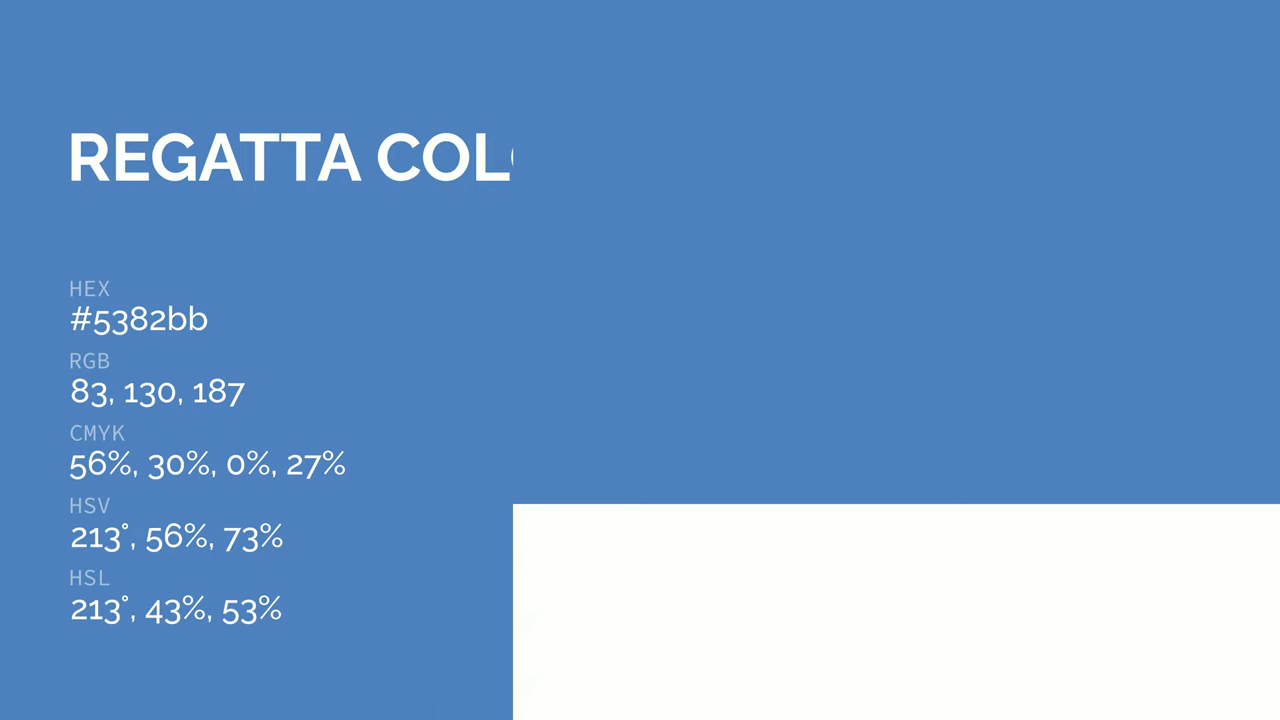 REGATTA COL
HEX
#5382bb
RGB
83, 130, 187
CMYK
56%, 30%, 0%, 27%
HSV
213°, 56%, 73%
HSL
213°, 43%, 53%